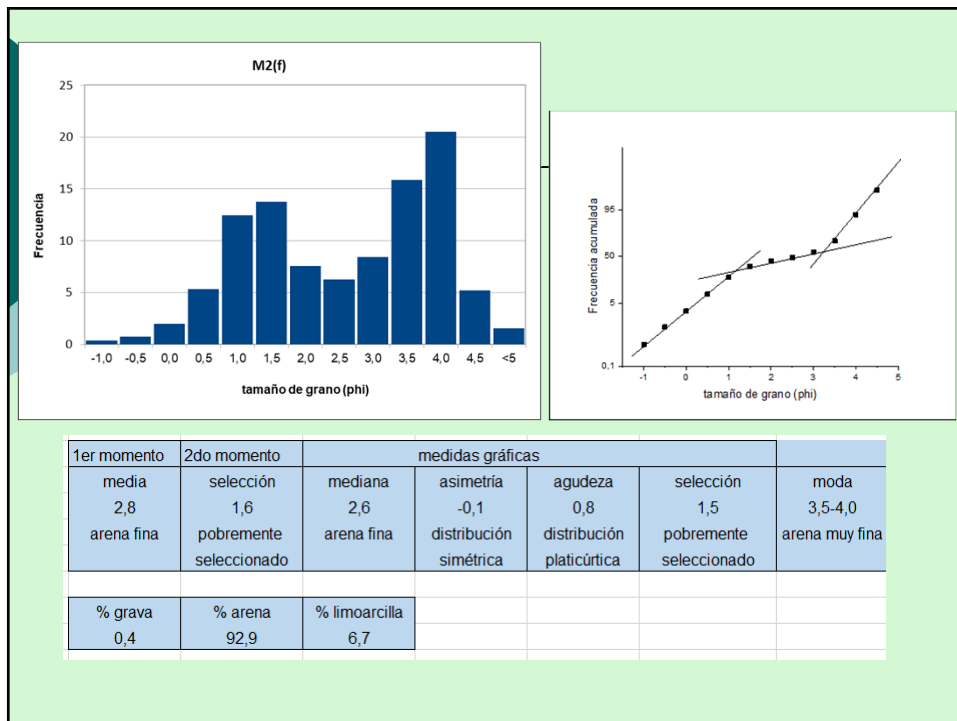 M2(f)
Frecuencia
25
20
15
10
5
0
-1,0 -0,5 0,0 0,5 1,0 1,5 2,0 2,5 3,0 3,5 4,0 4,5 <5
tamaño de grano (phi)
Frecuencia acumulada
95
50
5
0,1
-1 0 1 2 3 4 5
tamaño de grano (phi)
1er momento 2do momento medidas gráficas
media selección mediana asimetría agudeza selección moda
2,8 1,6 2,6 -0,1 0,8 1,5 3,5-4,0
arena fina pobremente arena fina distribución distribución pobremente arena muy fina
seleccionado simétrica platicúrtica seleccionado
% grava % arena % limoarcilla
0,4 92,9 6,7